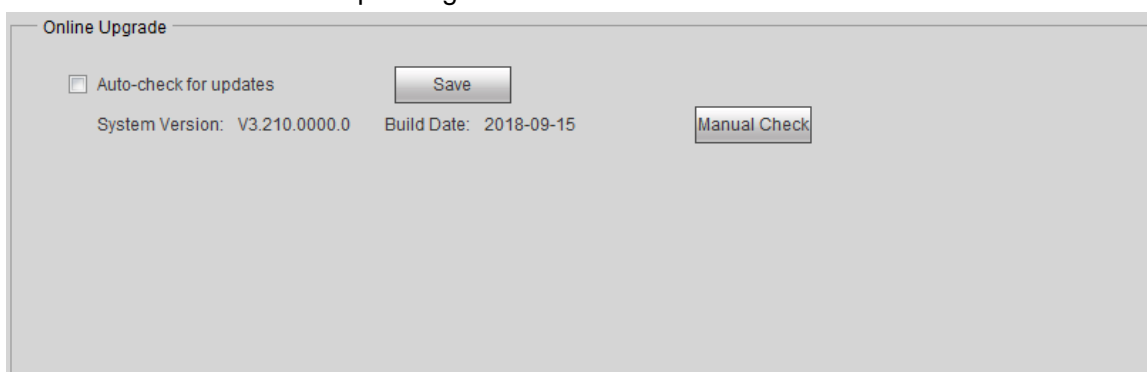 Online Upgrade
Auto-check for updates Save
System Version: V3.210.0000.0 Build Date: 2018-09-15 Manual Check